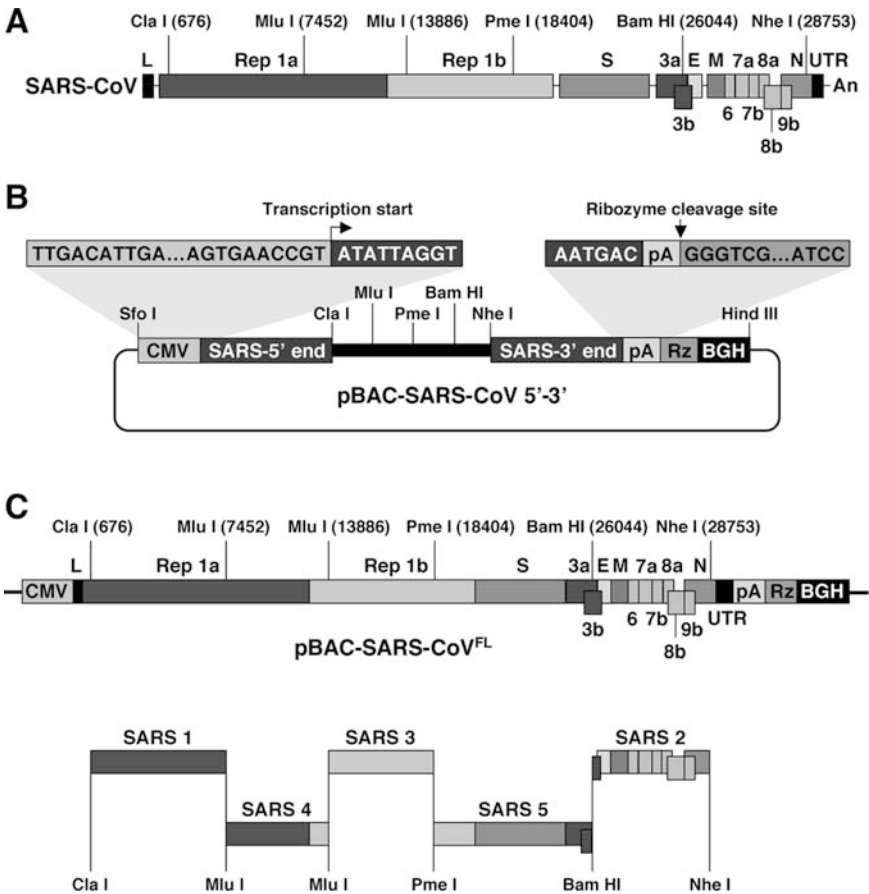 A
Cla I (676) Mlu I (7452) Mlu I (13886) Pme I (18404) Bam HI (26044) Nhe I (28753)
L Rep 1a Rep 1b S 3a E M 7a 8a N UTR
SARS-CoV An
3b 6 7b 9b
8b
B
Transcription start Ribozyme cleavage site
TTGACATTGA...AGTGAACCGT ATATTAGGT AATGAC pA GGGTCG...ATCC
Mlu I Bam HI
Sfo I Cla I Pme I Nhe I Hind III
CMV SARS-5' end SARS-3' end pA Rz BGH
pBAC-SARS-CoV 5'-3'
C
Cla I (676) Mlu I (7452) Mlu I (13886) Pme I (18404) Bam HI (26044) Nhe I (28753)
L Rep 1a Rep 1b S 3a E M 7a 8a N
CMV pA Rz BGH
3b 6 7b 9b UTR
8b
pBAC-SARS-CoVFL
SARS 1 SARS 3 SARS 2
SARS 4 SARS 5
Cla I Mlu I Mlu I Pme I Bam HI Nhe I